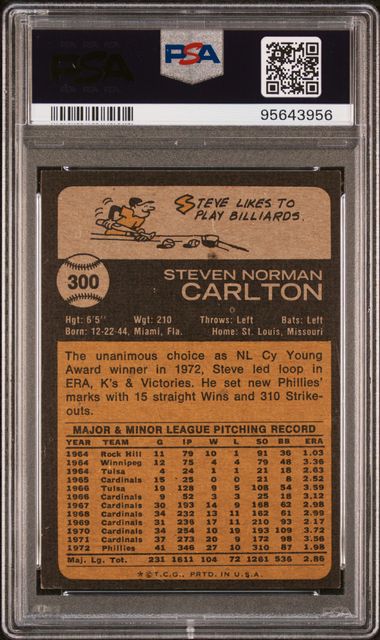 PSA
PSA
95643956
STEVE LIKES TO
PLAY BILLIARDS.
300
STEVEN NORMAN
CARLTON
Hgt: 6'5" Wgt: 210 Throws: Left Bats: Left
Born: 12-22-44, Miami, Fla. Home: St. Louis, Missouri
The unanimous choice as NL Cy Young
Award winner in 1972, Steve led loop in
ERA, K's & Victories. He set new Phillies'
marks with 15 straight Wins and 310 Strike-
outs.
MAJOR & MINOR LEAGUE PITCHING RECORD
YEAR TEAM G IP W L SO BB ERA
1964 Rock Hill 11 79 10 1 91 36 1.03
1964 Winnipeg 12 75 4 4 79 48 3.36
1964 Tulsa 4 24 1 1 21 18 2.63
1965 Cardinals 15 25 0 0 21 8 2.52
1966 Tulsa 19 128 9 5 108 54 3.59
1966 Cardinals 9 52 3 3 25 18 3.12
1967 Cardinals 30 193 14 9 168 62 2.98
1968 Cardinals 34 232 13 11 162 61 2.99
1969 Cardinals 31 236 17 11 210 93 2.17
1970 Cardinals 34 254 10 19 193 109 3.72
1971 Cardinals 37 273 20 9 172 98 3.56
1972 Phillies 41 346 27 10 310 87 1.98
Maj. Lg. Tot. 231 1611 104 72 1261 536 2.86
★©T.C.G., PRTD. IN U.S.A.